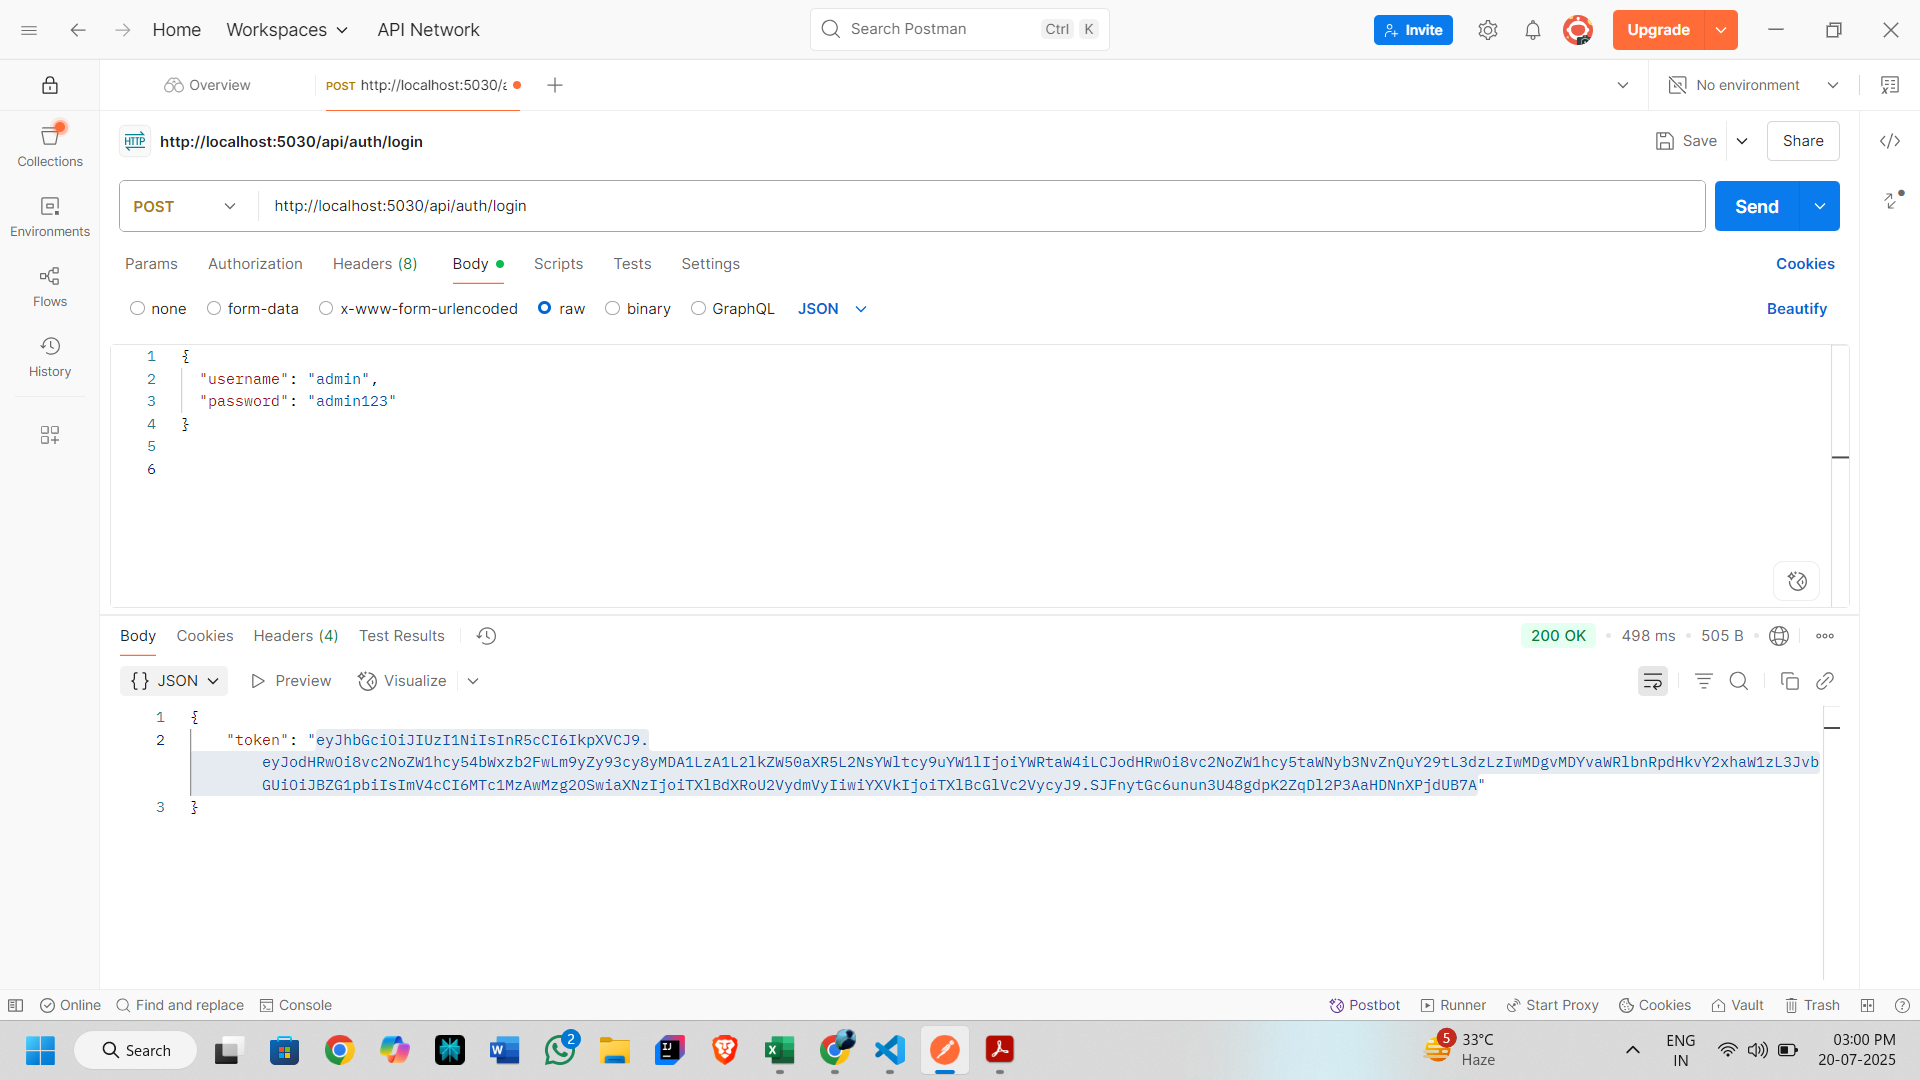 Home
Workspaces
API Network
Search Postman
Ctrl
K
Invite
Upgrade
Overview
POST http://localhost:5030/a
No environment
Collections
Environments
Flows
History
HTTP
http://localhost:5030/api/auth/login
Save
Share
POST
http://localhost:5030/api/auth/login
Send
Params
Authorization
Headers (8)
Body
Scripts
Tests
Settings
Cookies
none
form-data
x-www-form-urlencoded
raw
binary
GraphQL
JSON
Beautify
1 {
2 "username": "admin",
3 "password": "admin123"
4 }
5
6
Body
Cookies
Headers (4)
Test Results
200 OK
498 ms
505 B
{} JSON
Preview
Visualize
1 {
2 "token": "eyJhbGciOiJIUzI1NiIsInR5cCI6IkpXVCJ9.
eyJodHRwOi8vc2NoZW1hcy54bWxzb2FwLm9yZy93cy8yMDA1LzA1L2lkZW50aXR5L2NsYWltcy9uYW1lIjoiYWRtaW4iLCJodHRwOi8vc2NoZW1hcy5taWNyb3NvZnQuY29tL3dzLzIwMDgvMDYvaWRlbnRpdHkvY2xhaW1zL3Jvb
GUiOiJBZG1pbiIsImV4cCI6MTc1MzAwMzg2OSwiaXNzIjoiTXlBdXRoU2VydmVyIiwiYXVkIjoiTXlBcGlVc2VycyJ9.SJFnytGc6unun3U48gdpK2ZqDl2P3AaHDNnXPjdUB7A"
3 }
Online
Find and replace
Console
Postbot
Runner
Start Proxy
Cookies
Vault
Trash
Search
2
5
33°C
Haze
ENG
IN
03:00 PM
20-07-2025